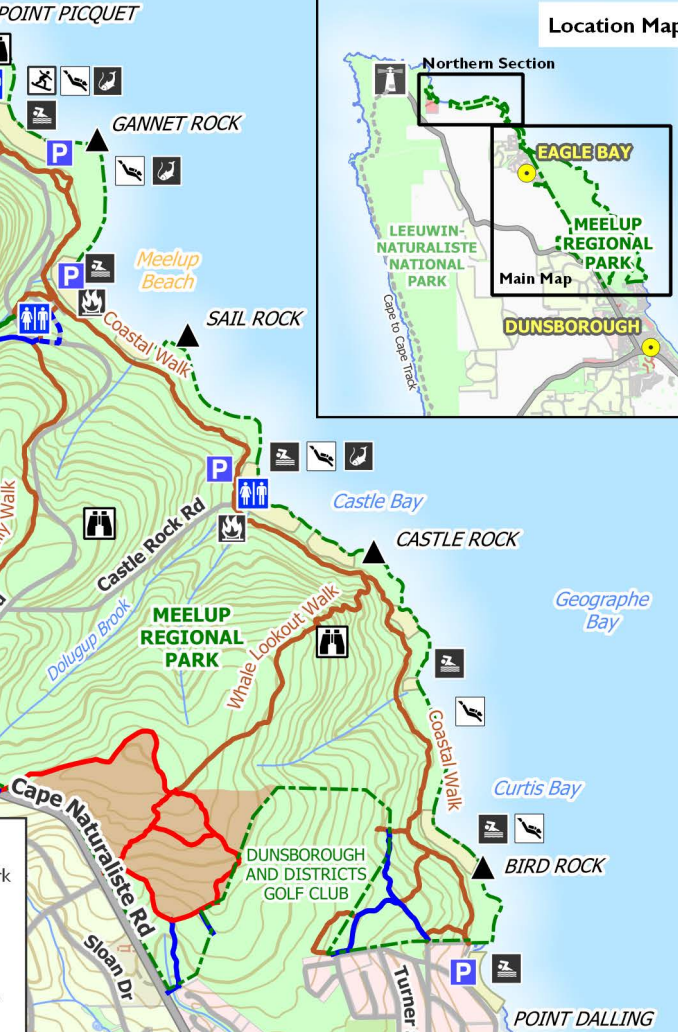 POINT PICQUET
Location Map
Northern Section
GANNET ROCK
P
EAGLE BAY
LEEUWIN-
NATURALISTE
NATIONAL
PARK
MEELUP
REGIONAL
PARK
Main Map
Cape to Cape Track
DUNSBOROUGH
Meelup
Beach
P
Coastal Walk
SAIL ROCK
P
Castle Bay
Castle Rock Rd
CASTLE ROCK
Geographe
Bay
MEELUP
REGIONAL
PARK
Dolugup Brook
Whale Lookout Walk
Walk
Coastal Walk
Curtis Bay
Cape Naturaliste Rd
DUNSBOROUGH
AND DISTRICTS
GOLF CLUB
BIRD ROCK
Sloan Dr
P
Turner
POINT DALLING